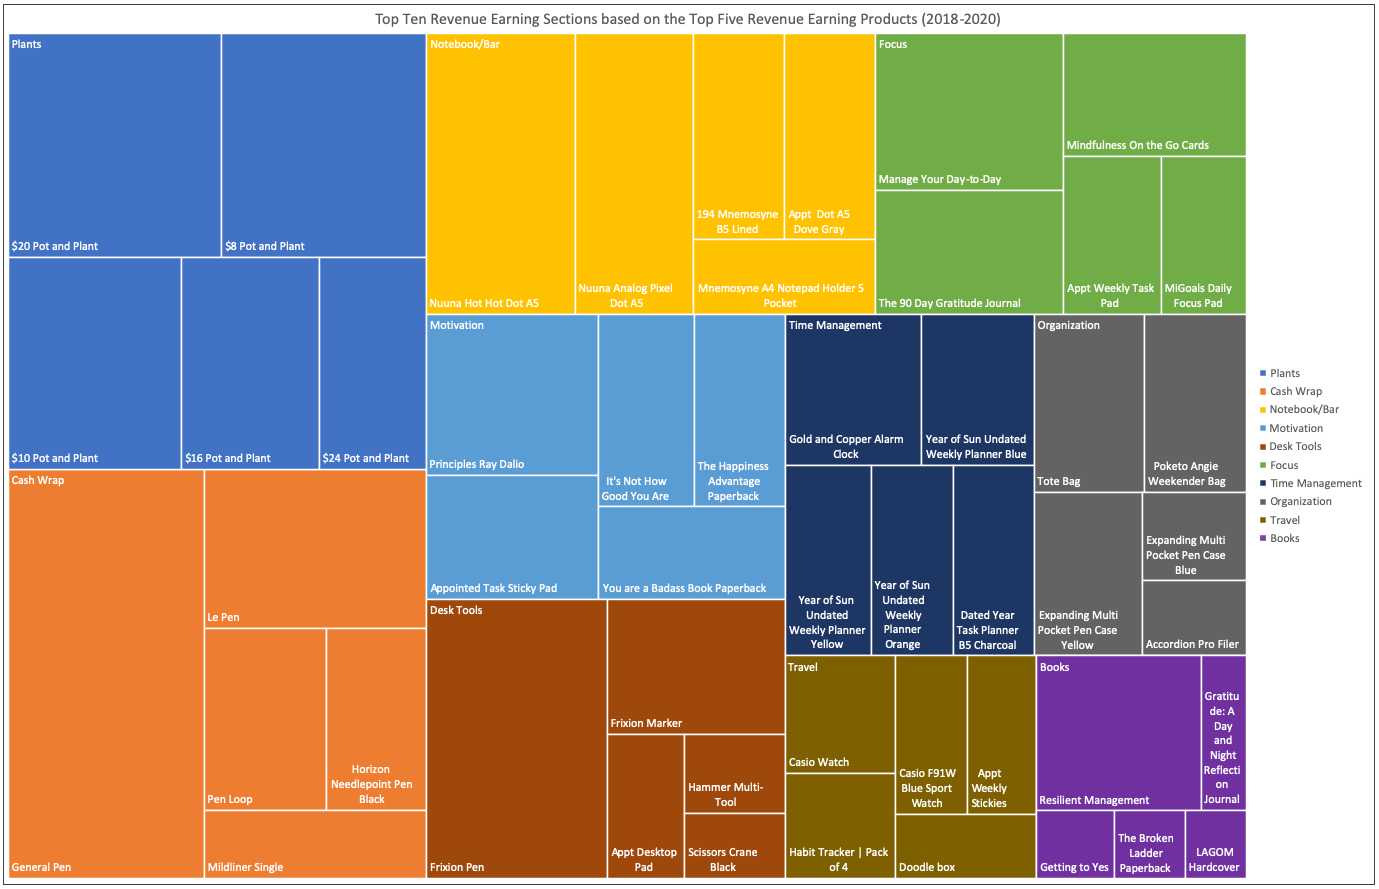 Top Ten Revenue Earning Sections based on the Top Five Revenue Earning Products (2018-2020)
Plants
$20 Pot and Plant
$8 Pot and Plant
$10 Pot and Plant
$16 Pot and Plant
$24 Pot and Plant
Cash Wrap
General Pen
Le Pen
Pen Loop
Horizon
Needlepoint Pen
Black
Mildliner Single
Notebook/Bar
Nuuna Hot Hot Dot A5
Nuuna Analog Pixel
Dot A5
194 Mnemosyne
B5 Lined
Appt Dot A5
Dove Gray
Mnemosyne A4 Notepad Holder 5
Pocket
Motivation
Principles Ray Dalio
Appointed Task Sticky Pad
It's Not How
Good You Are
The Happiness
Advantage
Paperback
You are a Badass Book Paperback
Desk Tools
Frixion Pen
Frixion Marker
Appt Desktop
Pad
Hammer Multi-
Tool
Scissors Crane
Black
Focus
Manage Your Day-to-Day
The 90 Day Gratitude Journal
Mindfulness On the Go Cards
Appt Weekly Task
Pad
MiGoals Daily
Focus Pad
Time Management
Gold and Copper Alarm
Clock
Year of Sun Undated
Weekly Planner Blue
Year of Sun
Undated
Weekly Planner
Yellow
Year of Sun
Undated
Weekly
Planner
Orange
Dated Year
Task Planner
B5 Charcoal
Organization
Tote Bag
Poketo Angie
Weekender Bag
Expanding Multi
Pocket Pen Case
Yellow
Expanding Multi
Pocket Pen Case
Blue
Accordion Pro Filer
Travel
Casio Watch
Habit Tracker | Pack
of 4
Casio F91W
Blue Sport
Watch
Appt
Weekly
Stickies
Doodle box
Books
Resilient Management
Gratitu
de: A
Day
and
Night
Reflecti
on
Journal
Getting to Yes
The Broken
Ladder
Paperback
LAGOM
Hardcover
Plants
Cash Wrap
Notebook/Bar
Motivation
Desk Tools
Focus
Time Management
Organization
Travel
Books